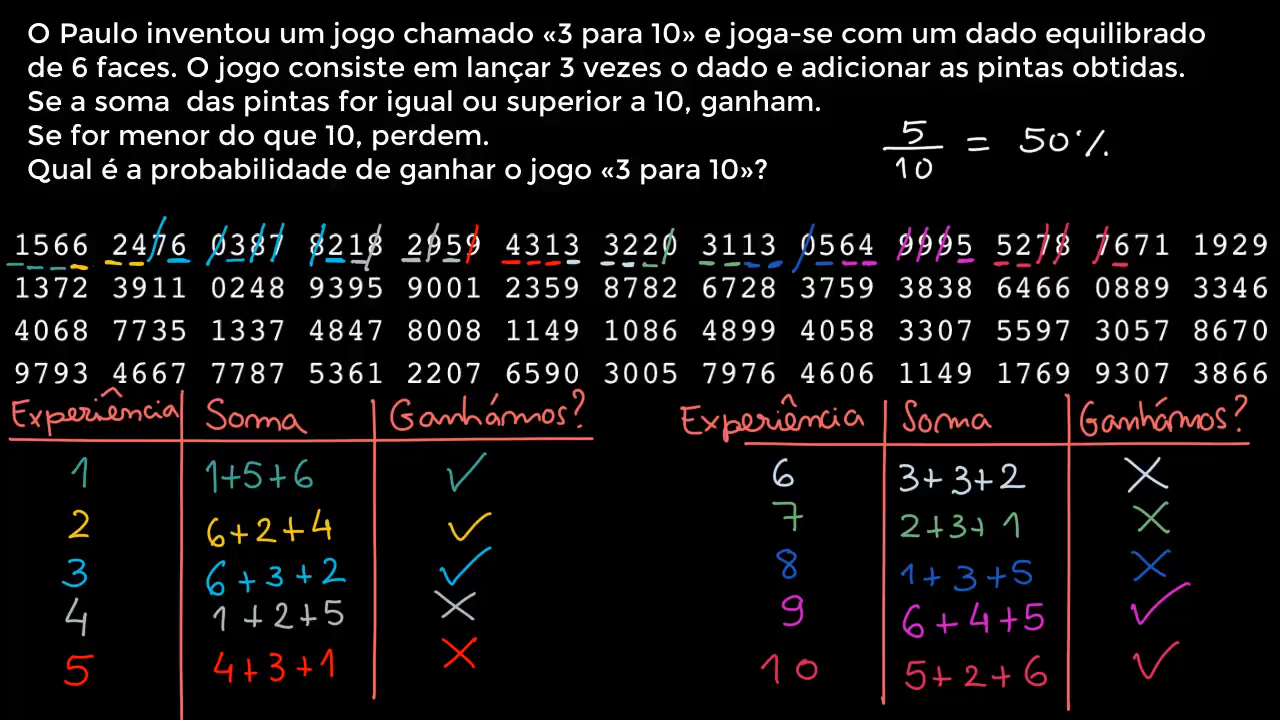 O Paulo inventou um jogo chamado «3 para 10» e joga-se com um dado equilibrado
de 6 faces. O jogo consiste em lançar 3 vezes o dado e adicionar as pintas obtidas.
Se a soma das pintas for igual ou superior a 10, ganham.
Se for menor do que 10, perdem.
Qual é a probabilidade de ganhar o jogo «3 para 10»?
5/10 = 50%
1566 2476 0387 8218 2959 4313 3220 3113 0564 9995 5278 7671 1929
1372 3911 0248 9395 9001 2359 8782 6728 3759 3838 6466 0889 3346
4068 7735 1337 4847 8008 1149 1086 4899 4058 3307 5597 3057 8670
9793 4667 7787 5361 2207 6590 3005 7976 4606 1149 1769 9307 3866
Experiência Soma Ganhámos? Experiência Soma Ganhámos?
1 1+5+6 ✓ 6 3+3+2 X
2 6+2+4 ✓ 7 2+3+1 X
3 6+3+2 ✓ 8 1+3+5 X
4 1+2+5 X 9 6+4+5 ✓
5 4+3+1 X 10 5+2+6 ✓